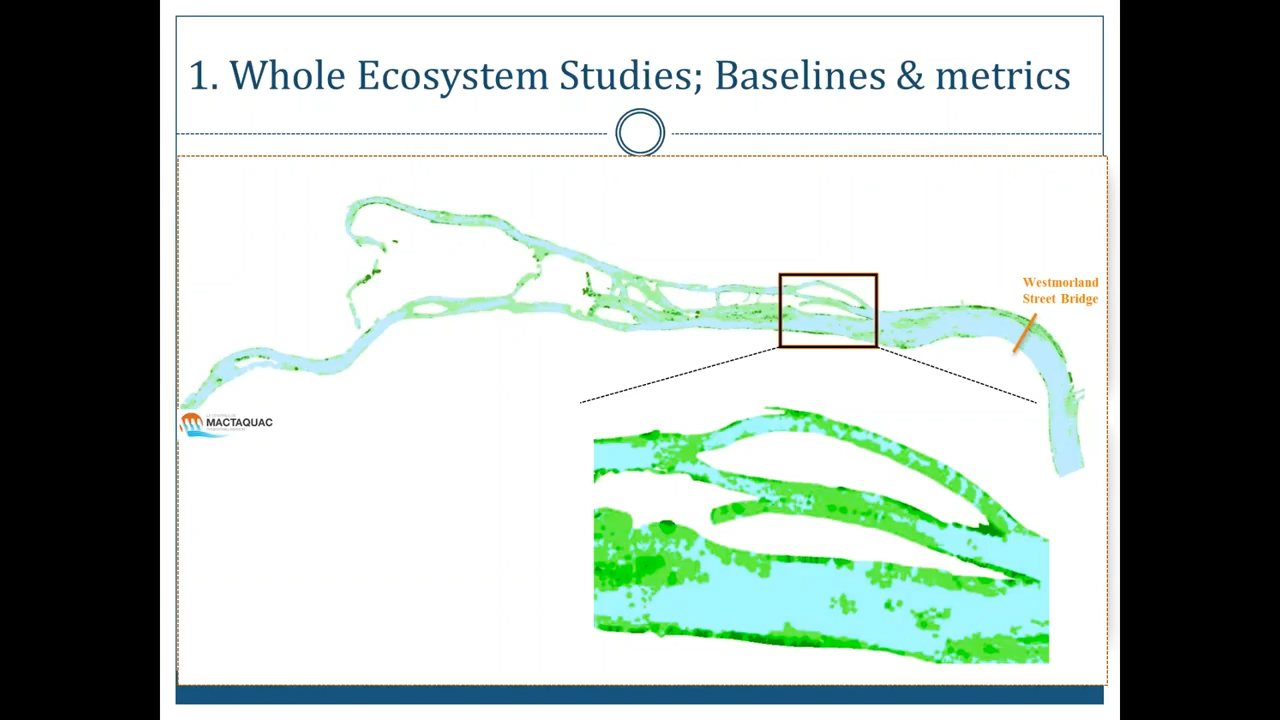 1. Whole Ecosystem Studies; Baselines & metrics
Westmorland
Street Bridge
MACTAQUAC